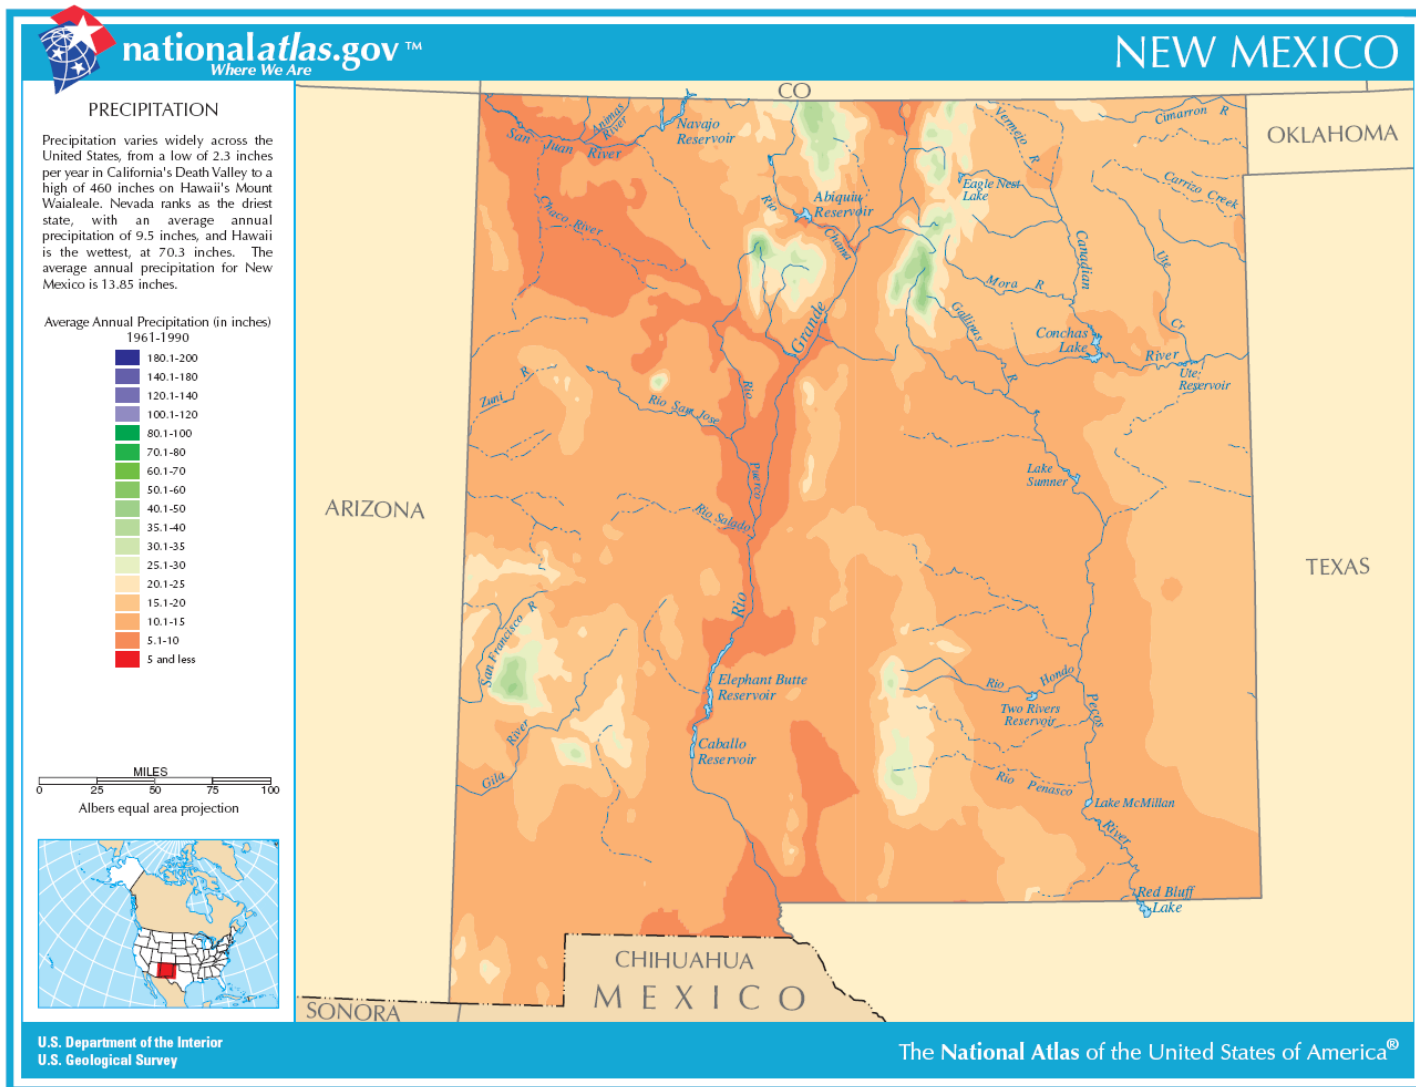 nationalatlas.gov ™
Where We Are
NEW MEXICO
PRECIPITATION
Precipitation varies widely across the
United States, from a low of 2.3 inches
per year in California's Death Valley to a
high of 460 inches on Hawaii's Mount
Waialeale. Nevada ranks as the driest
state, with an average annual
precipitation of 9.5 inches, and Hawaii
is the wettest, at 70.3 inches. The
average annual precipitation for New
Mexico is 13.85 inches.
Average Annual Precipitation (in inches)
1961-1990
180.1-200
140.1-180
120.1-140
100.1-120
80.1-100
70.1-80
60.1-70
50.1-60
40.1-50
35.1-40
30.1-35
25.1-30
20.1-25
15.1-20
10.1-15
5.1-10
5 and less
MILES
0 25 50 75 100
Albers equal area projection
CO
OKLAHOMA
ARIZONA
TEXAS
CHIHUAHUA
MEXICO
SONORA
San Juan River
Animas
River
Navajo
Reservoir
Chaco River
Rio
Chama
Abiquiu
Reservoir
Eagle Nest
Lake
Vermejo R
Cimarron R
Carrizo Creek
Canadian
River
Ute
Cr
Mora R
Gallinas
R
Conchas
Lake
Ute
Reservoir
Grande
Rio
Puerco
Zuni R
Rio San Jose
Rio Salado
Lake
Sumner
Rio
San Francisco R
Elephant Butte
Reservoir
Caballo
Reservoir
Gila River
Rio Hondo
Two Rivers
Reservoir
Pecos
Rio Penasco
Lake McMillan
River
Red Bluff
Lake
U.S. Department of the Interior
U.S. Geological Survey
The National Atlas of the United States of America®